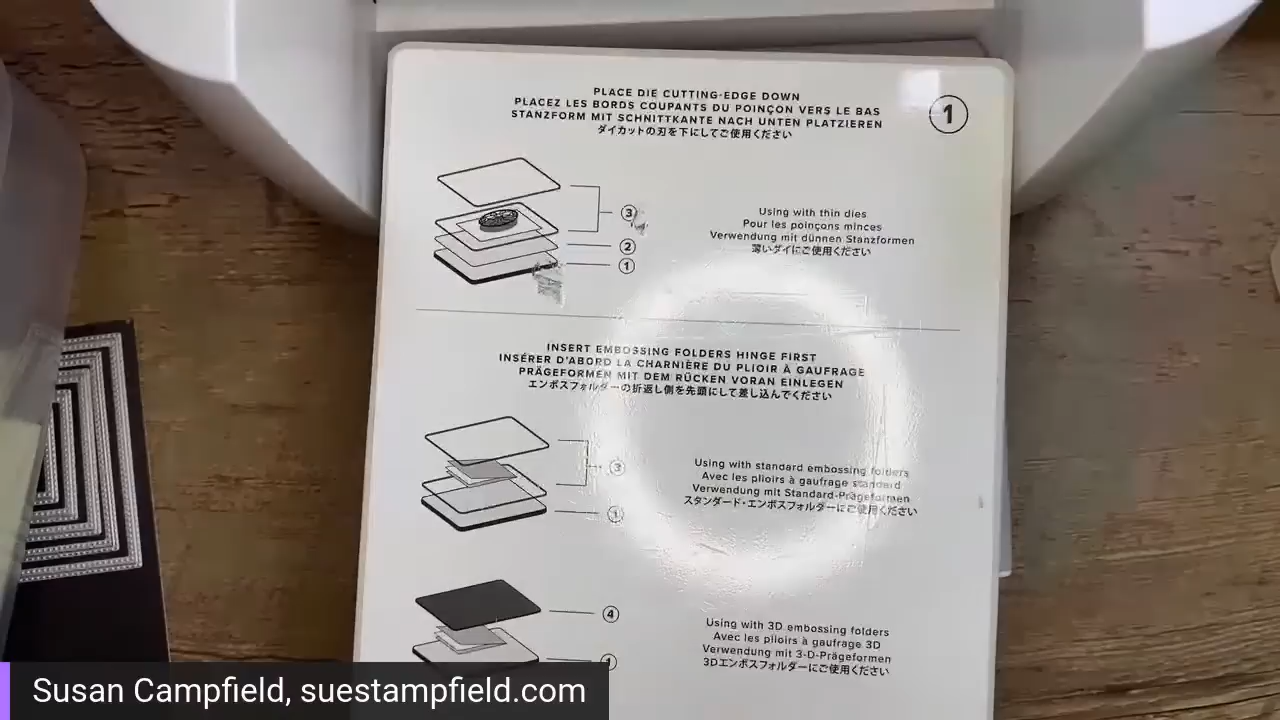 PLACE DIE CUTTING-EDGE DOWN
PLACEZ LES BORDS COUPANTS DU POINÇON VERS LE BAS
STANZFORM MIT SCHNITTKANTE NACH UNTEN PLATZIEREN
ダイカットの刃を下にしてご使用ください
1
3
2
1
Using with thin dies
Pour les poinçons minces
Verwendung mit dünnen Stanzformen
薄いダイにご使用ください
INSERT EMBOSSING FOLDERS HINGE FIRST
INSÉRER D'ABORD LA CHARNIÈRE DU PLIOIR À GAUFRAGE
PRÄGEFORMEN MIT DEM RÜCKEN VORAN EINLEGEN
エンボスフォルダーの折返し側を先頭にして差し込んでください
3
1
Using with standard embossing folders
Avec les plioirs à gaufrage standard
Verwendung mit Standard-Prägeformen
スタンダード・エンボスフォルダーにご使用ください
4
1
Using with 3D embossing folders
Avec les plioirs à gaufrage 3D
Verwendung mit 3-D-Prägeformen
3Dエンボスフォルダーにご使用ください
Susan Campfield, suestampfield.com